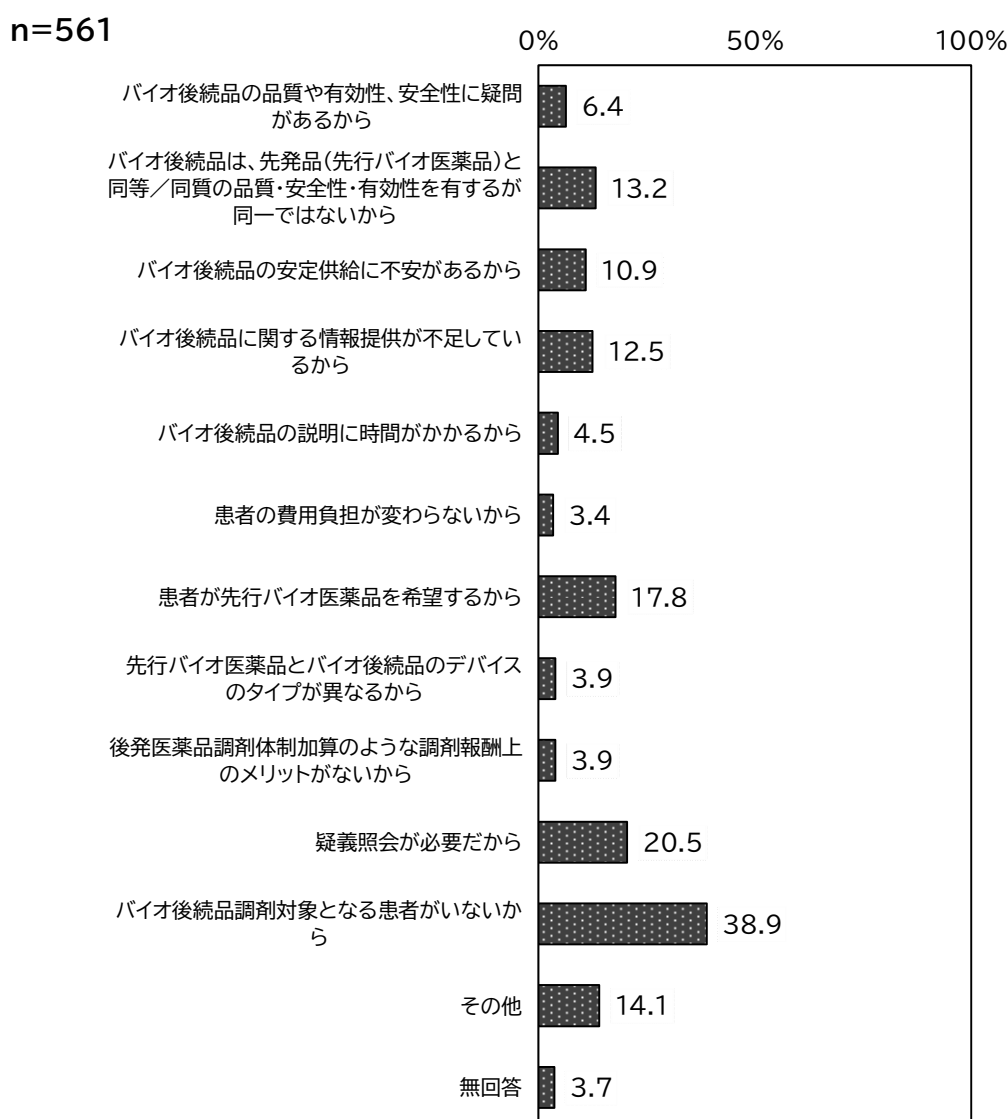 n=561
0% 50% 100%
バイオ後続品の品質や有効性、安全性に疑問
があるから
6.4
バイオ後続品は、先発品(先行バイオ医薬品)と
同等/同質の品質・安全性・有効性を有するが
同一ではないから
13.2
バイオ後続品の安定供給に不安があるから
10.9
バイオ後続品に関する情報提供が不足してい
るから
12.5
バイオ後続品の説明に時間がかかるから
4.5
患者の費用負担が変わらないから
3.4
患者が先行バイオ医薬品を希望するから
17.8
先行バイオ医薬品とバイオ後続品のデバイス
のタイプが異なるから
3.9
後発医薬品調剤体制加算のような調剤報酬上
のメリットがないから
3.9
疑義照会が必要だから
20.5
バイオ後続品調剤対象となる患者がいないか
ら
38.9
その他
14.1
無回答
3.7